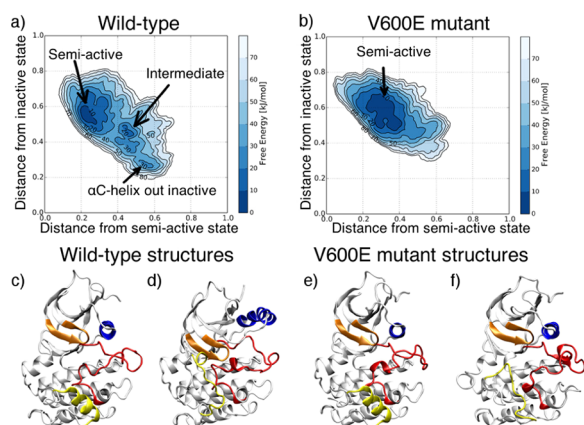 a) Wild-type
b) V600E mutant
Distance from inactive state
1.0
0.8
0.6
0.4
0.2
0.0
Semi-active
Intermediate
αC-helix out inactive
0.0 0.2 0.4 0.6 0.8 1.0
Distance from semi-active state
70
60
50
40
30
20
10
0
Free Energy [kJ/mol]
Distance from inactive state
1.0
0.8
0.6
0.4
0.2
0.0
Semi-active
0.0 0.2 0.4 0.6 0.8 1.0
Distance from semi-active state
70
60
50
40
30
20
10
0
Free Energy [kJ/mol]
Wild-type structures
V600E mutant structures
c) d) e) f)